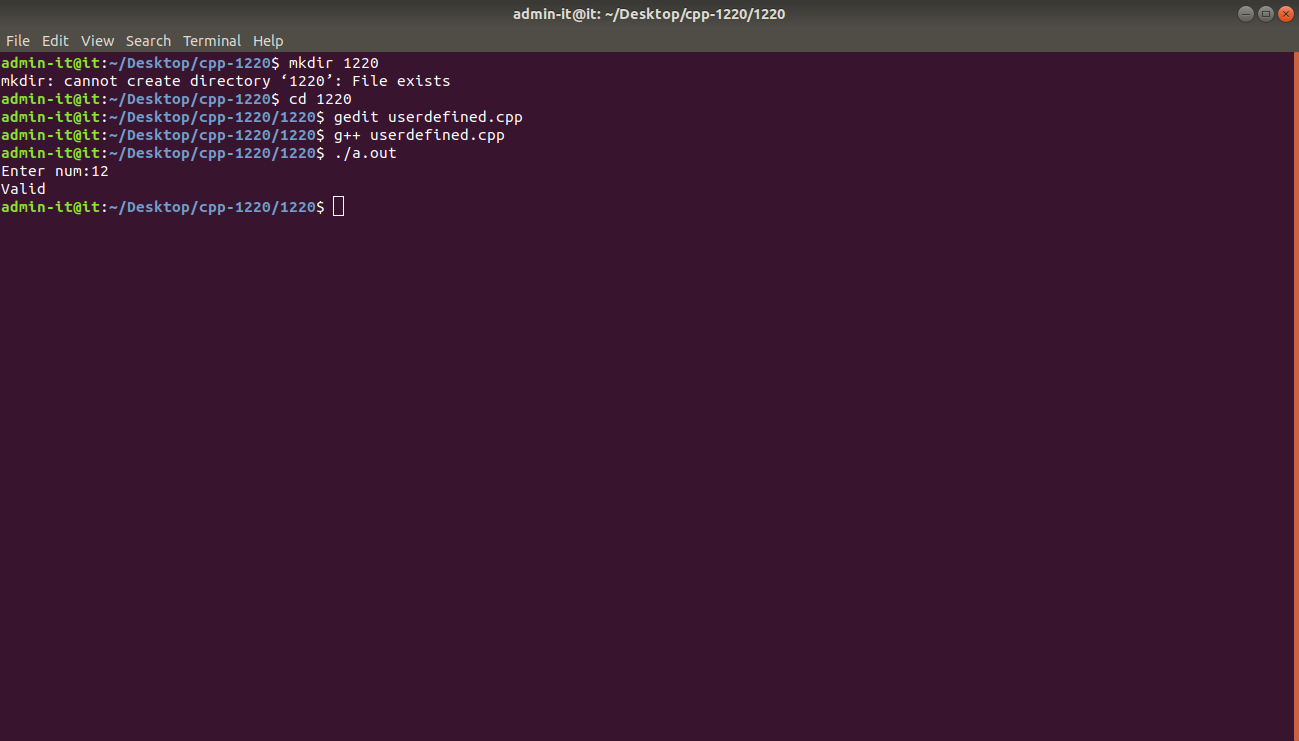 admin-it@it: ~/Desktop/cpp-1220/1220
File Edit View Search Terminal Help
admin-it@it:~/Desktop/cpp-1220$ mkdir 1220
mkdir: cannot create directory ‘1220’: File exists
admin-it@it:~/Desktop/cpp-1220$ cd 1220
admin-it@it:~/Desktop/cpp-1220/1220$ gedit userdefined.cpp
admin-it@it:~/Desktop/cpp-1220/1220$ g++ userdefined.cpp
admin-it@it:~/Desktop/cpp-1220/1220$ ./a.out
Enter num:12
Valid
admin-it@it:~/Desktop/cpp-1220/1220$